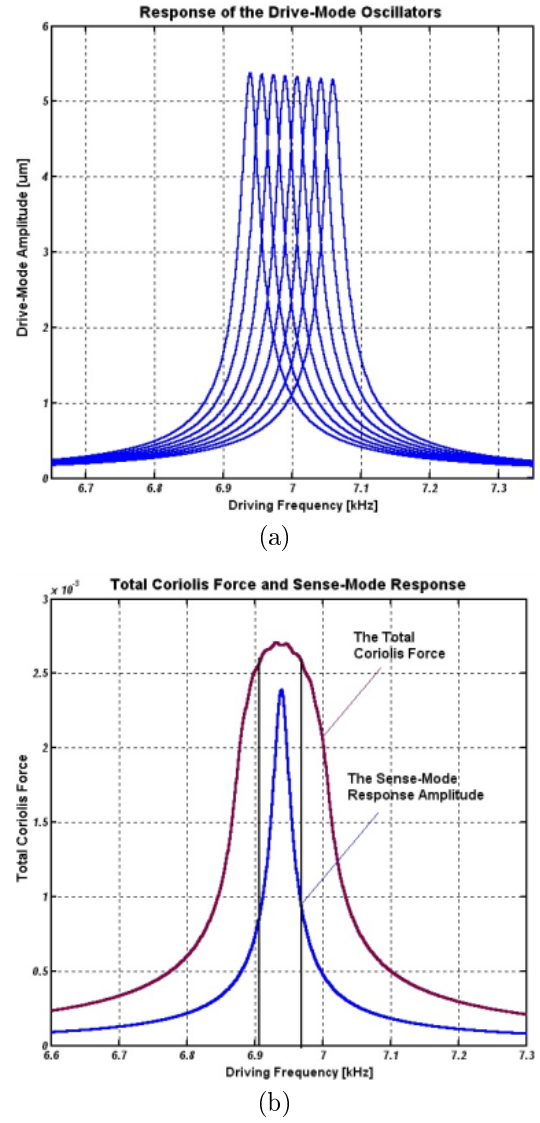 Response of the Drive-Mode Oscillators
Drive-Mode Amplitude [um]
6
5
4
3
2
1
0
6.7 6.8 6.9 7 7.1 7.2 7.3
Driving Frequency [kHz]
(a)
x 10^-3
Total Coriolis Force and Sense-Mode Response
Total Coriolis Force
3
2.5
2
1.5
1
0.5
0
The Total
Coriolis Force
The Sense-Mode
Response Amplitude
6.6 6.7 6.8 6.9 7 7.1 7.2 7.3
Driving Frequency [kHz]
(b)